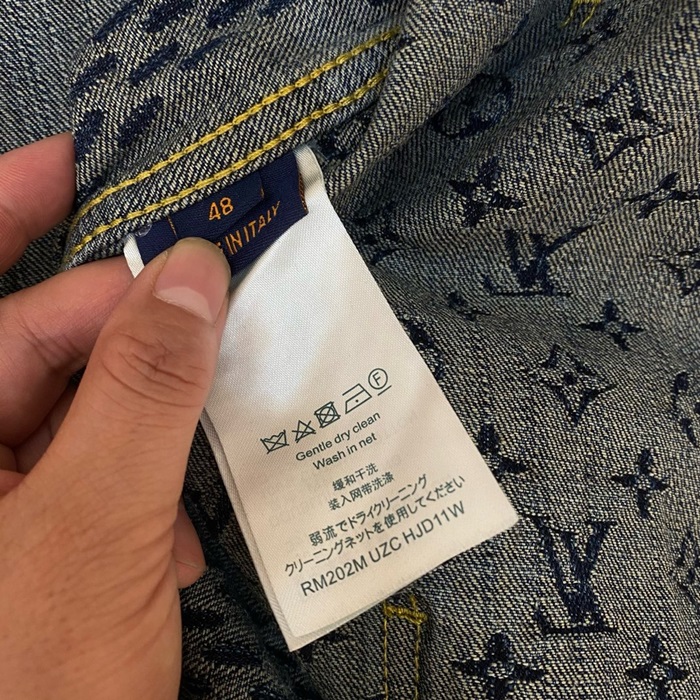 48
IN ITALY
F
Gentle dry clean
Wash in net
缓和干洗
装入网带洗涤
弱流でドライクリーニング
クリーニングネットを使用してください
RM202M UZC HJD11W